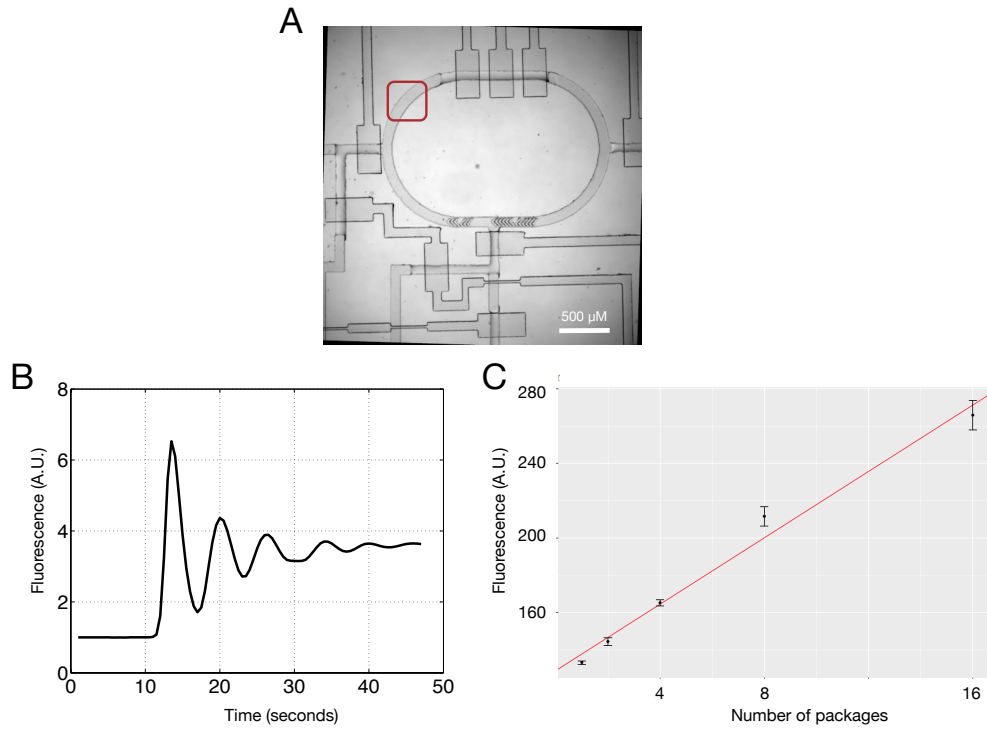 A
500 µM
B
Fluorescence (A.U.)
8
6
4
2
0
0 10 20 30 40 50
Time (seconds)
C
Fluorescence (A.U.)
280
240
200
160
4 8 16
Number of packages